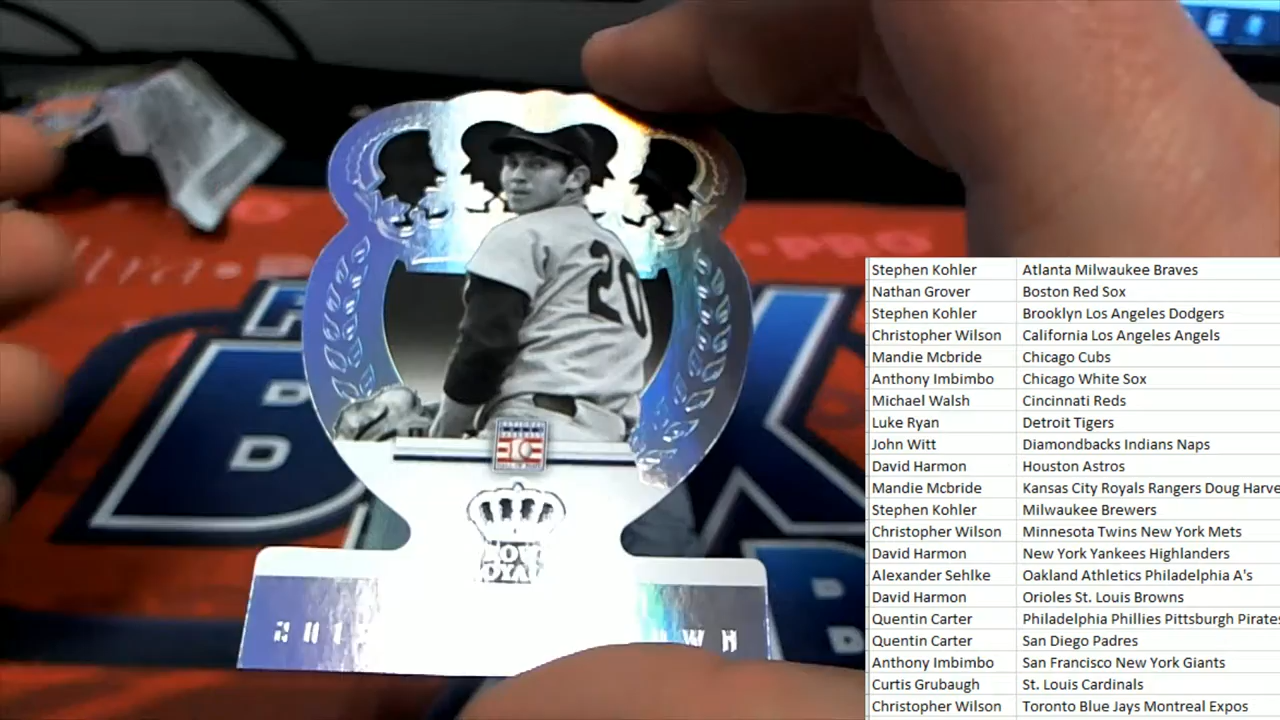 PRO
20
CROWN
ROYALE
B
Stephen Kohler Atlanta Milwaukee Braves
Nathan Grover Boston Red Sox
Stephen Kohler Brooklyn Los Angeles Dodgers
Christopher Wilson California Los Angeles Angels
Mandie Mcbride Chicago Cubs
Anthony Imbimbo Chicago White Sox
Michael Walsh Cincinnati Reds
Luke Ryan Detroit Tigers
John Witt Diamondbacks Indians Naps
David Harmon Houston Astros
Mandie Mcbride Kansas City Royals Rangers Doug Harve
Stephen Kohler Milwaukee Brewers
Christopher Wilson Minnesota Twins New York Mets
David Harmon New York Yankees Highlanders
Alexander Sehlke Oakland Athletics Philadelphia A's
David Harmon Orioles St. Louis Browns
Quentin Carter Philadelphia Phillies Pittsburgh Pirates
Quentin Carter San Diego Padres
Anthony Imbimbo San Francisco New York Giants
Curtis Grubaugh St. Louis Cardinals
Christopher Wilson Toronto Blue Jays Montreal Expos